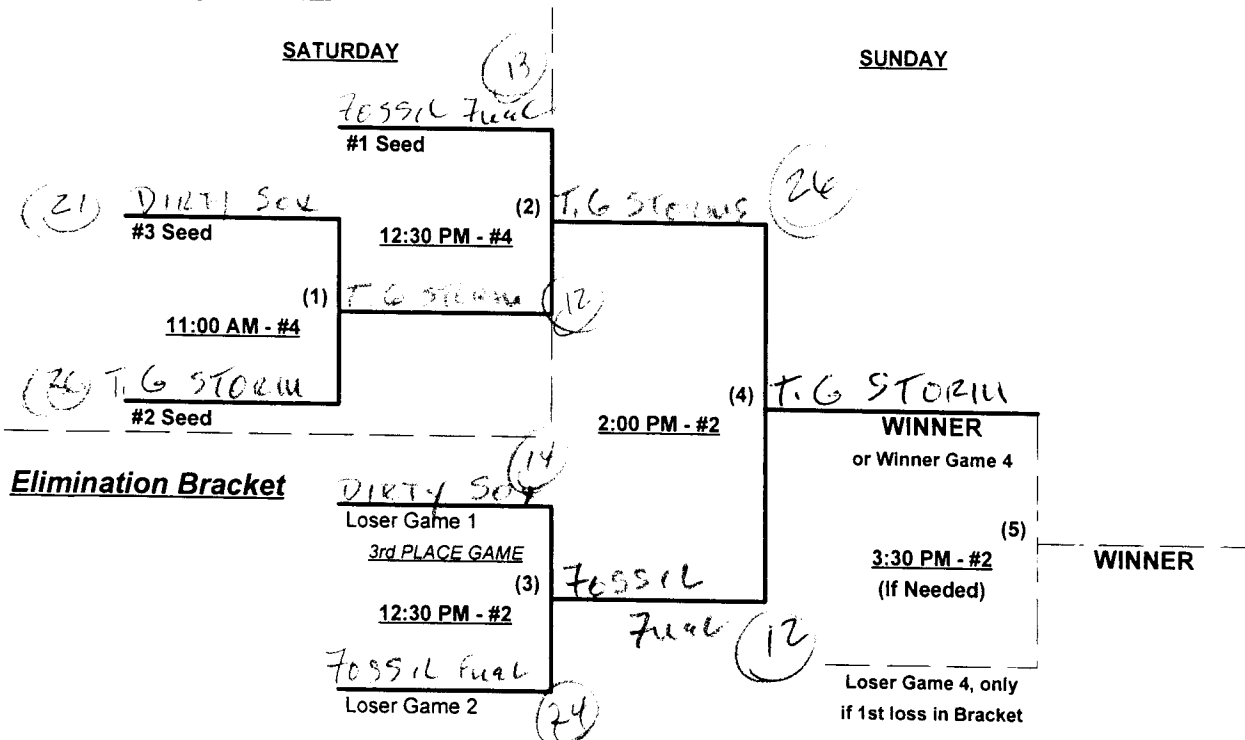 SATURDAY
SUNDAY
13
Fossil Fual
#1 Seed
(21) DIRTY Sox
#3 Seed
(2) T.G STORMS
12:30 PM - #4
(1) T G STORM (12)
11:00 AM - #4
T. G STORM
#2 Seed
(4) T. G STORM
2:00 PM - #2
WINNER
or Winner Game 4
14
Elimination Bracket
DIRTY Sox
Loser Game 1
3rd PLACE GAME
(3) Fossil
Fual (12)
12:30 PM - #2
Fossil Fual
Loser Game 2
(24)
(5)
3:30 PM - #2
(If Needed)
WINNER
Loser Game 4, only
if 1st loss in Bracket